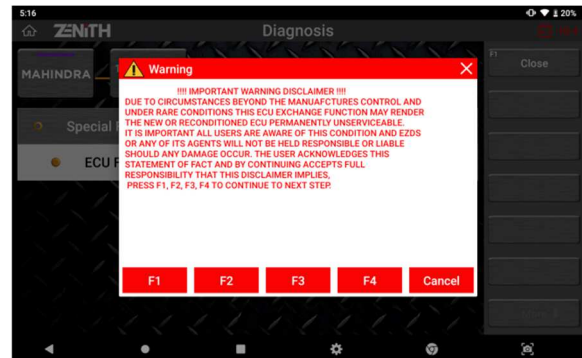 5:16
20%
ZENITH
Diagnosis
MAHINDRA
F1
Close
Warning
!!!! IMPORTANT WARNING DISCLAIMER !!!!
DUE TO CIRCUMSTANCES BEYOND THE MANUAFCTURES CONTROL AND
UNDER RARE CONDITIONS THIS ECU EXCHANGE FUNCTION MAY RENDER
THE NEW OR RECONDITIONED ECU PERMANENTLY UNSERVICEABLE.
IT IS IMPORTANT ALL USERS ARE AWARE OF THIS CONDITION AND EZDS
OR ANY OF ITS AGENTS WILL NOT BE HELD RESPONSIBLE OR LIABLE
SHOULD ANY DAMAGE OCCUR. THE USER ACKNOWLEDGES THIS
STATEMENT OF FACT AND BY CONTINUING ACCEPTS FULL
RESPONSIBILITY THAT THIS DISCLAIMER IMPLIES,
PRESS F1, F2, F3, F4 TO CONTINUE TO NEXT STEP.
Special
ECU
F1
F2
F3
F4
Cancel